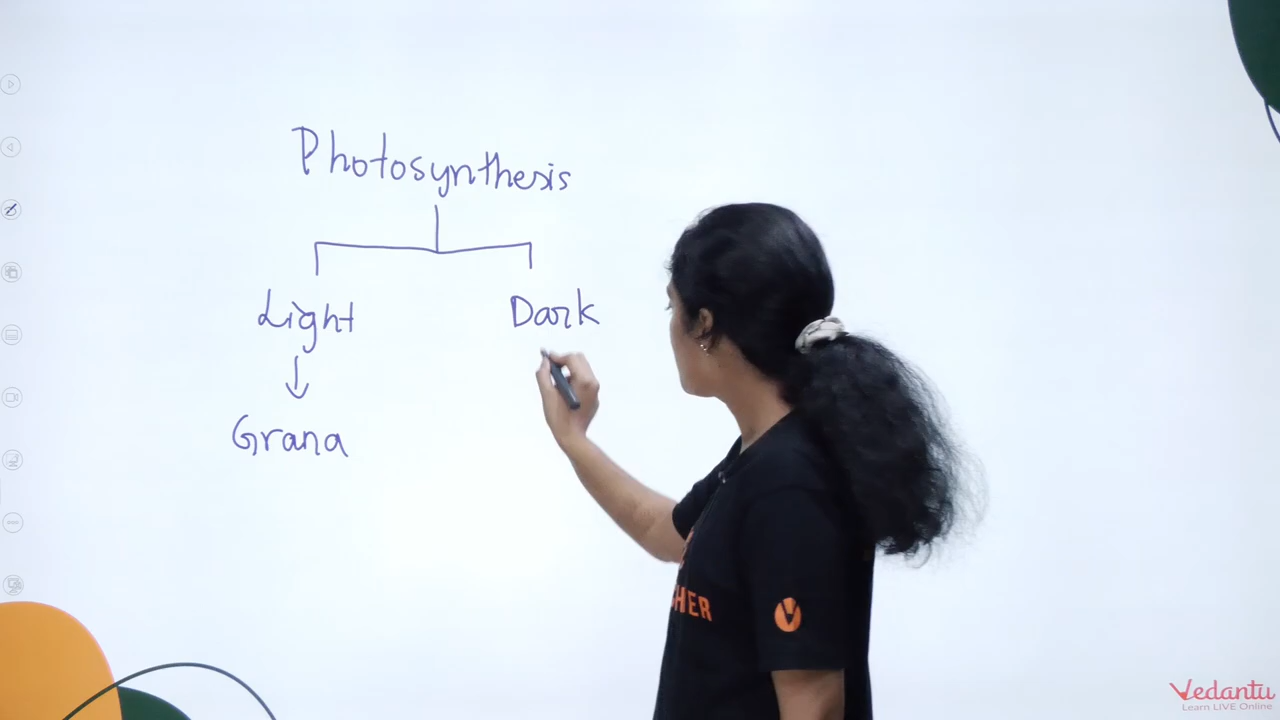 Photosynthesis
Light
Dark
Grana
HER
Vedantu
Learn LIVE Online